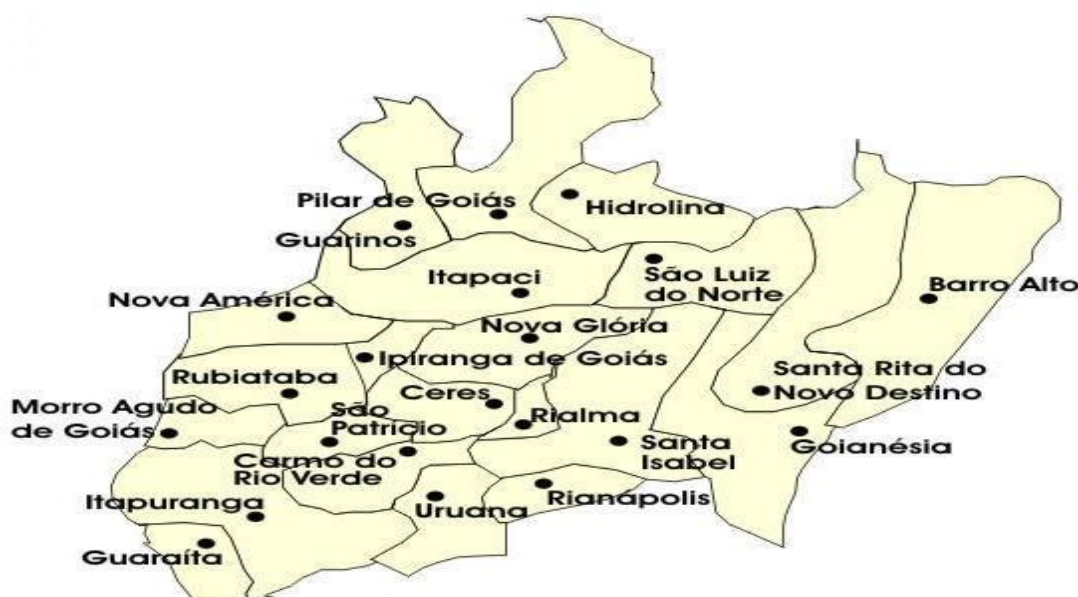 Pilar de Goiás
Hidrolina
Guarinos
Itapaci
São Luiz
do Norte
Barro Alto
Nova América
Nova Glória
Ipiranga de Goiás
Rubiataba
Ceres
Santa Rita do
Novo Destino
Morro Agudo
de Goiás
São
Patrício
Rialma
Goianésia
Santa
Isabel
Carmo do
Rio Verde
Itapuranga
Uruana
Rianápolis
Guaraíta